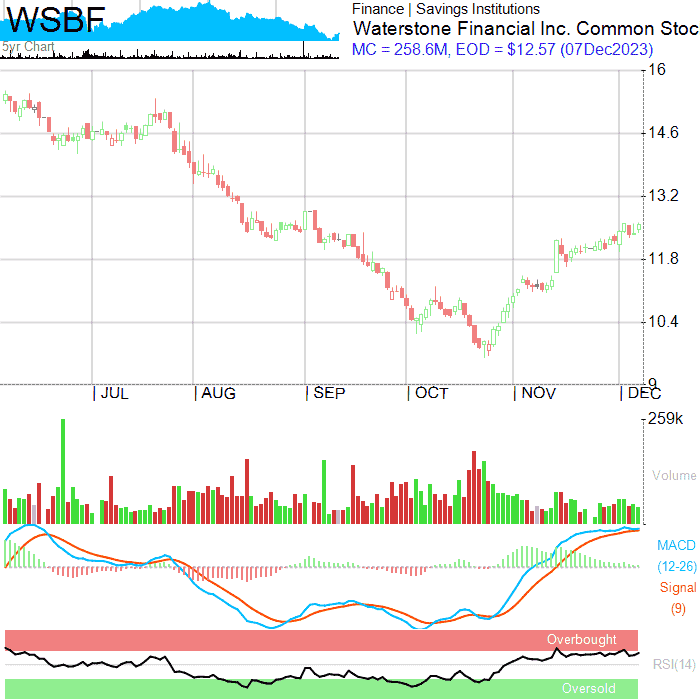 WSBF
5yr Chart
Finance | Savings Institutions
Waterstone Financial Inc. Common Stoc
MC = 258.6M, EOD = $12.57 (07Dec2023)
16
14.6
13.2
11.8
10.4
9
JUL AUG SEP OCT NOV DEC
259k
Volume
MACD
(12-26)
Signal
(9)
Overbought
RSI(14)
Oversold